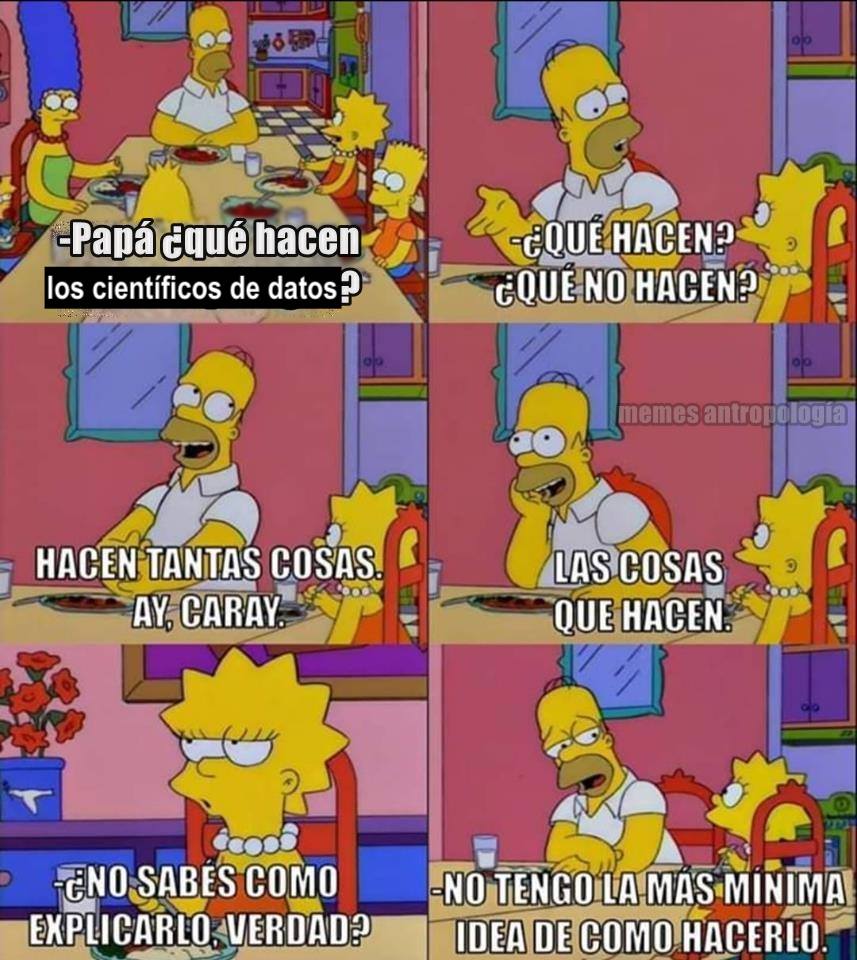 -Papá ¿qué hacen
los científicos de datos?
-¿QUÉ HACEN?
¿QUÉ NO HACEN?
HACEN TANTAS COSAS.
AY, CARAY.
memes antropología
LAS COSAS
QUE HACEN.
-¿NO SABÉS COMO
EXPLICARLO, VERDAD?
-NO TENGO LA MÁS MÍNIMA
IDEA DE COMO HACERLO.